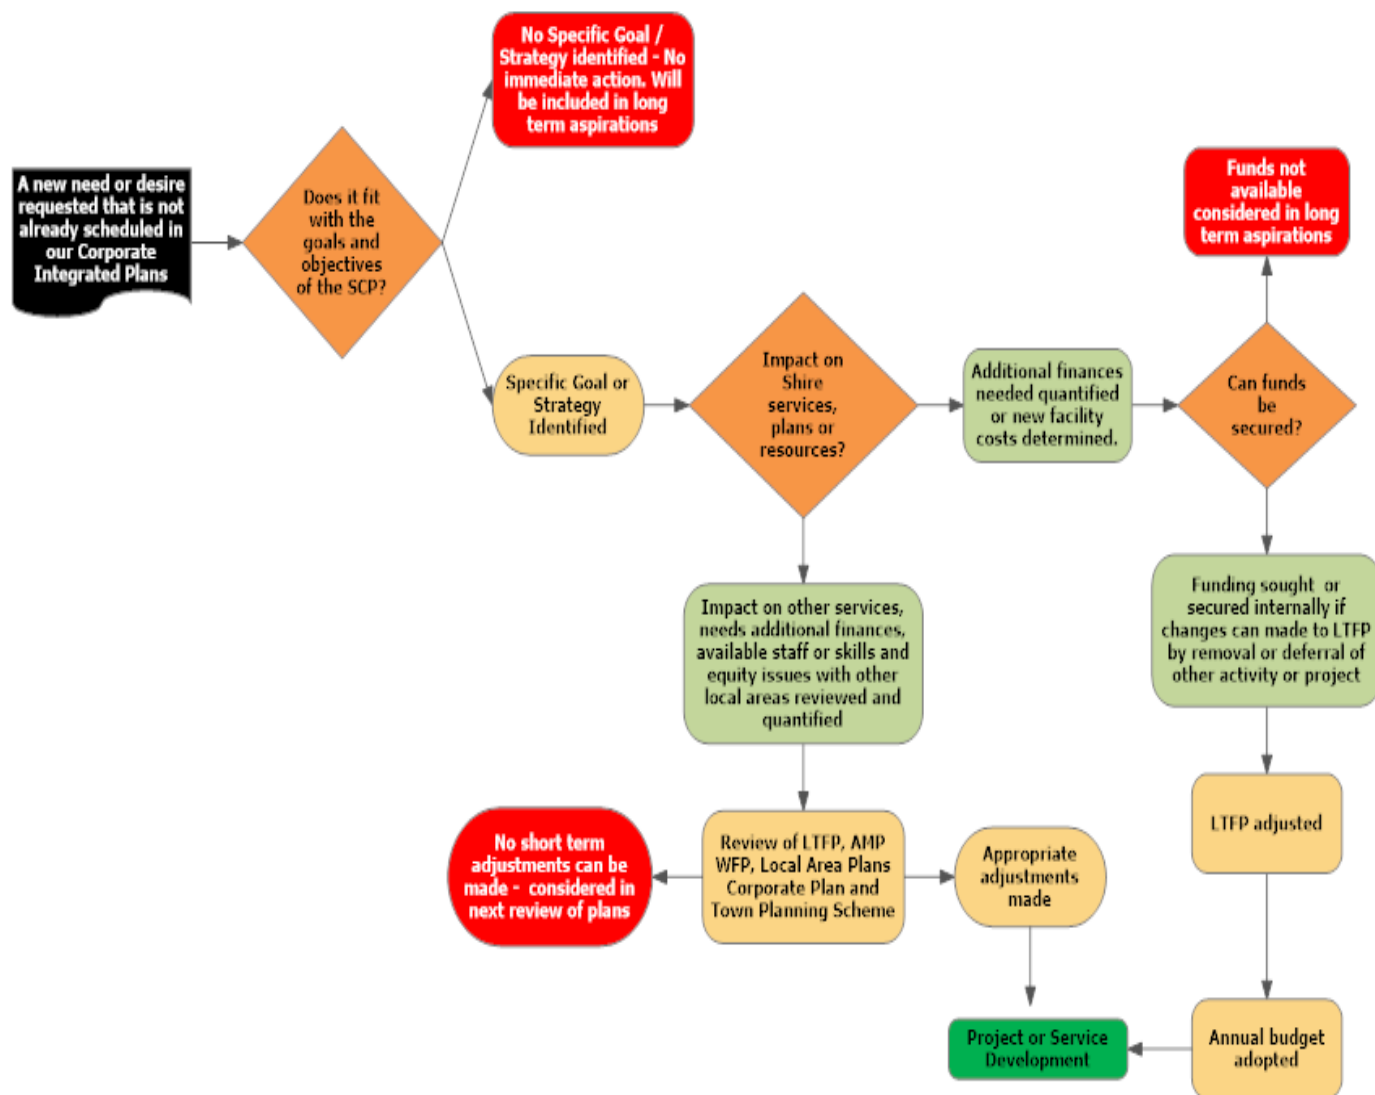 A new need or desire
requested that is not
already scheduled in
our Corporate
Integrated Plans
Does it fit
with the
goals and
objectives
of the SCP?
No Specific Goal /
Strategy identified - No
immediate action. Will
be included in long
term aspirations
Specific Goal or
Strategy
Identified
Impact on
Shire
services,
plans or
resources?
Additional finances
needed quantified
or new facility
costs determined.
Can funds
be
secured?
Funds not
available
considered in long
term aspirations
Impact on other services,
needs additional finances,
available staff or skills and
equity issues with other
local areas reviewed and
quantified
Funding sought or
secured internally if
changes can made to LTFP
by removal or deferral of
other activity or project
No short term
adjustments can be
made - considered in
next review of plans
Review of LTFP, AMP
WFP, Local Area Plans
Corporate Plan and
Town Planning Scheme
Appropriate
adjustments
made
LTFP adjusted
Project or Service
Development
Annual budget
adopted